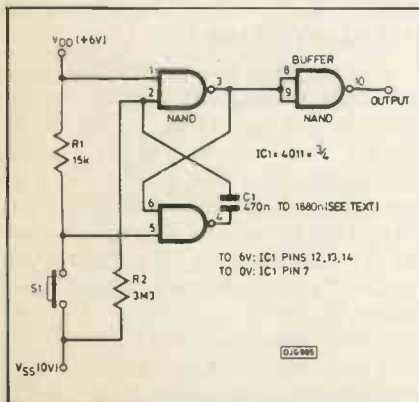 VDD (+6V)
R1
15k
S1
VSS (0V)
1
2
3
NAND
R2
3M3
6
5
4
C1
470n TO 1880n (SEE TEXT)
BUFFER
8
9
10
NAND
OUTPUT
IC1 = 4011 = 3/4
TO 6V: IC1 PINS 12,13,14
TO 0V: IC1 PIN 7
DJG985